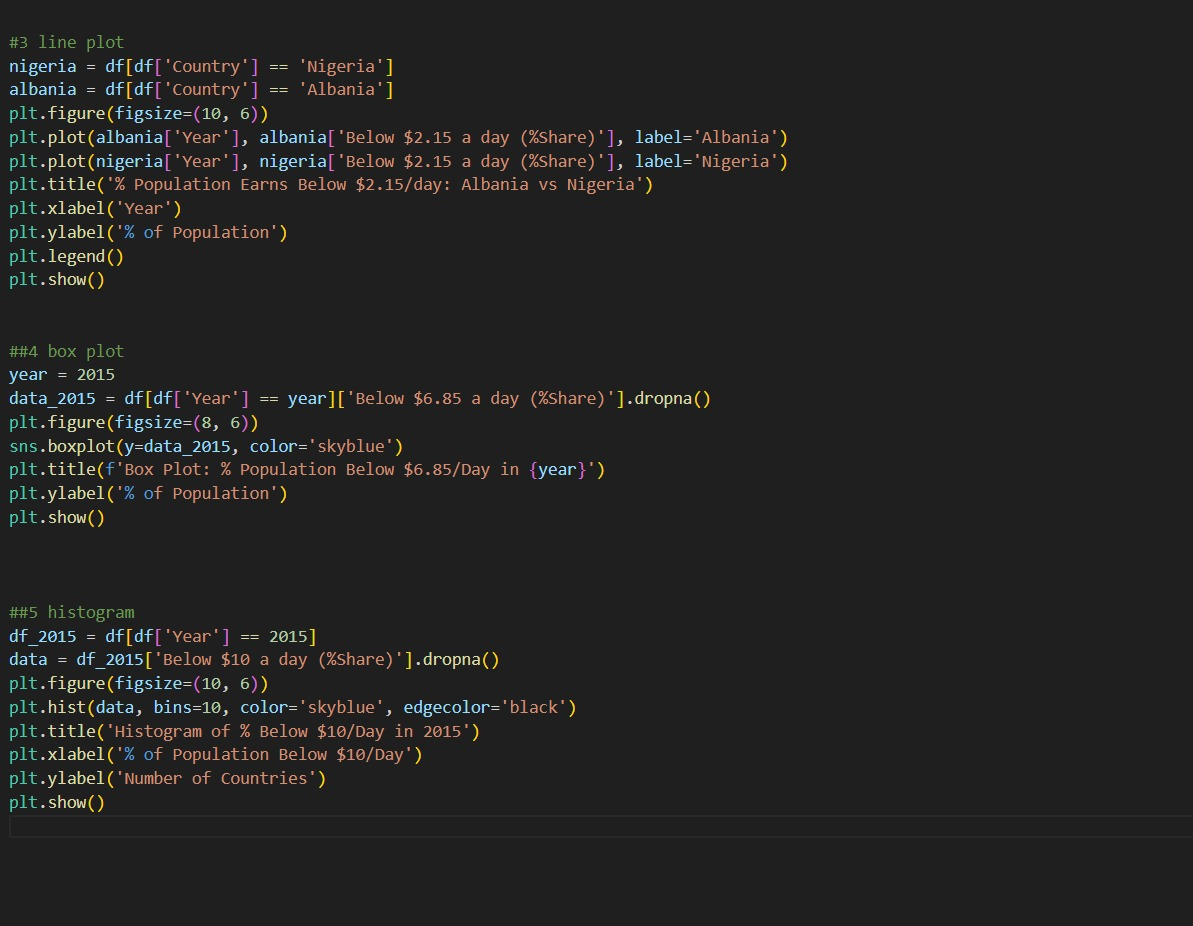 #3 line plot
nigeria = df[df['Country'] == 'Nigeria']
albania = df[df['Country'] == 'Albania']
plt.figure(figsize=(10, 6))
plt.plot(albania['Year'], albania['Below $2.15 a day (%Share)'], label='Albania')
plt.plot(nigeria['Year'], nigeria['Below $2.15 a day (%Share)'], label='Nigeria')
plt.title('% Population Earns Below $2.15/day: Albania vs Nigeria')
plt.xlabel('Year')
plt.ylabel('% of Population')
plt.legend()
plt.show()
##4 box plot
year = 2015
data_2015 = df[df['Year'] == year]['Below $6.85 a day (%Share)'].dropna()
plt.figure(figsize=(8, 6))
sns.boxplot(y=data_2015, color='skyblue')
plt.title(f'Box Plot: % Population Below $6.85/Day in {year}')
plt.ylabel('% of Population')
plt.show()
##5 histogram
df_2015 = df[df['Year'] == 2015]
data = df_2015['Below $10 a day (%Share)'].dropna()
plt.figure(figsize=(10, 6))
plt.hist(data, bins=10, color='skyblue', edgecolor='black')
plt.title('Histogram of % Below $10/Day in 2015')
plt.xlabel('% of Population Below $10/Day')
plt.ylabel('Number of Countries')
plt.show()